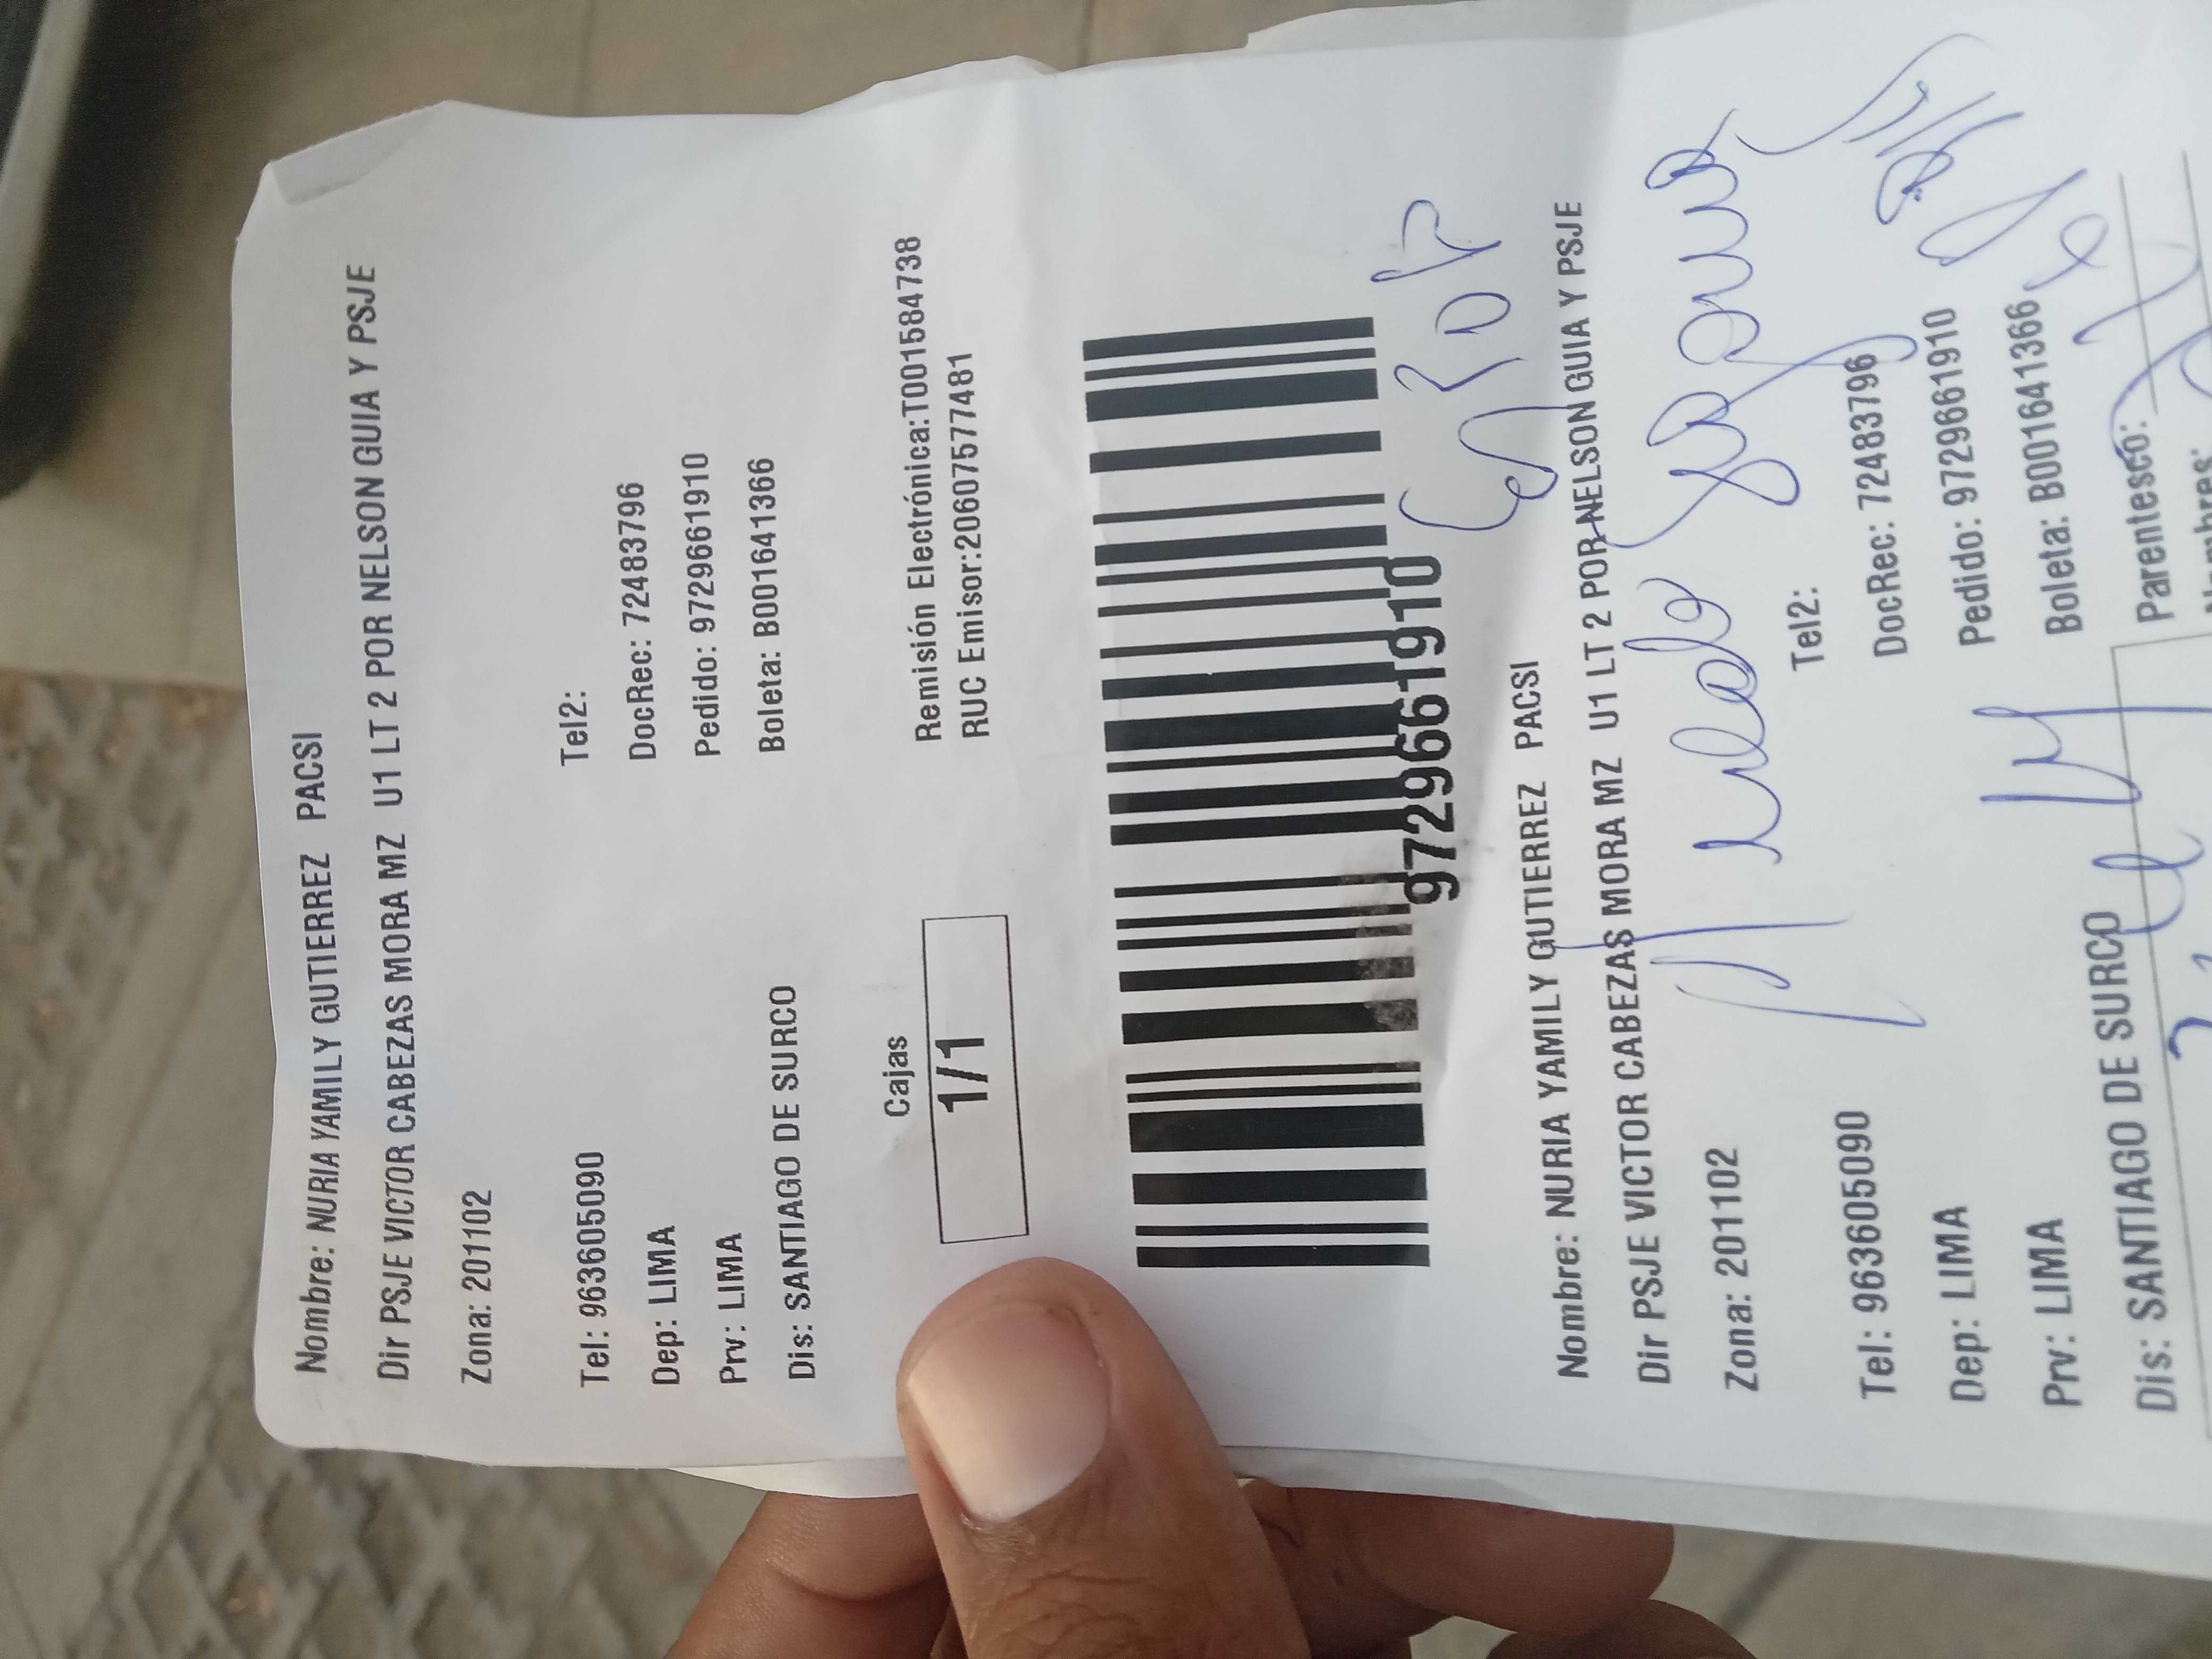 Nombre: NURIA YAMILY GUTIERREZ PACSI
Dir PSJE VICTOR CABEZAS MORA MZ U1 LT 2 POR NELSON GUIA Y PSJE
Zona: 201102
Tel: 963605090 Tel2:
Dep: LIMA DocRec: 72483796
Prv: LIMA Pedido: 9729661910
Dis: SANTIAGO DE SURCO Boleta: B001641366
Cajas
1/1
Remisión Electrónica:T001584738
RUC Emisor:20607577481
9729661910
Nombre: NURIA YAMILY GUTIERREZ PACSI
Dir PSJE VICTOR CABEZAS MORA MZ U1 LT 2 POR NELSON GUIA Y PSJE
Zona: 201102
Tel: 963605090 Tel2:
Dep: LIMA DocRec: 72483796
Prv: LIMA Pedido: 9729661910
Dis: SANTIAGO DE SURCO Boleta: B001641366
Parentesco: